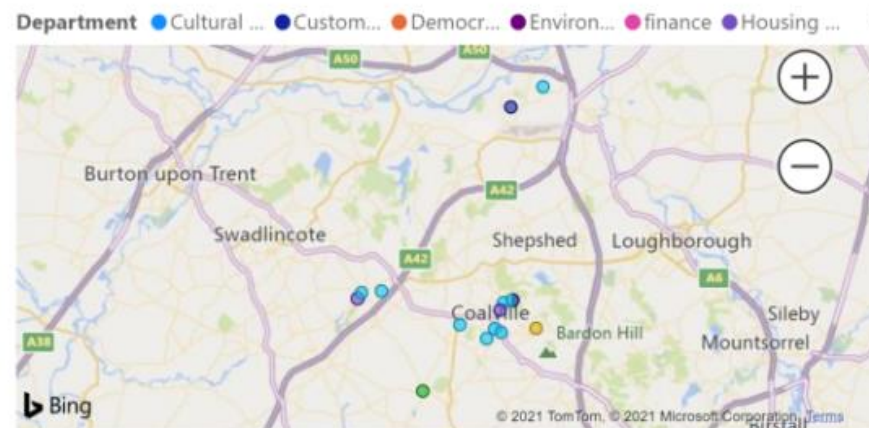 Department Cultural ... Custom... Democr... Environ... finance Housing ...
A50 A50
Burton upon Trent
A42
Swadlincote
Shepshed Loughborough
A42
A6
Coalville
Sileby
Bardon Hill
Mountsorrel
A38
Bing
© 2021 TomTom, © 2021 Microsoft Corporation, Terms
Birstall